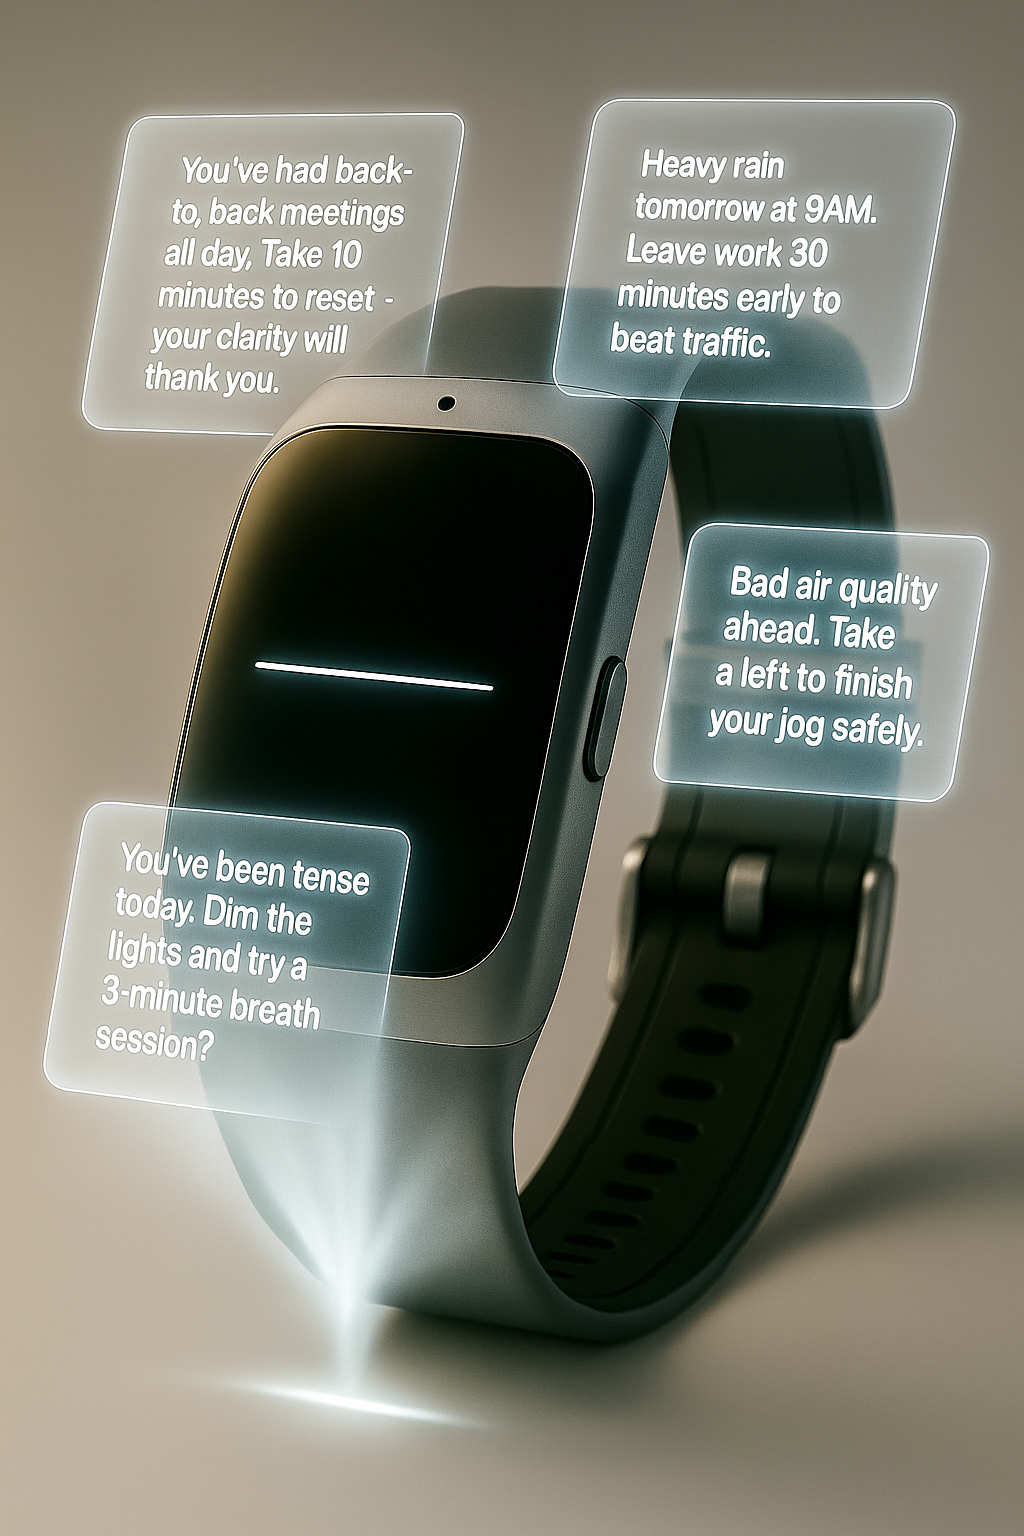 You've had back-
to, back meetings
all day, Take 10
minutes to reset -
your clarity will
thank you.
Heavy rain
tomorrow at 9AM.
Leave work 30
minutes early to
beat traffic.
Bad air quality
ahead. Take
a left to finish
your jog safely.
You've been tense
today. Dim the
lights and try a
3-minute breath
session?